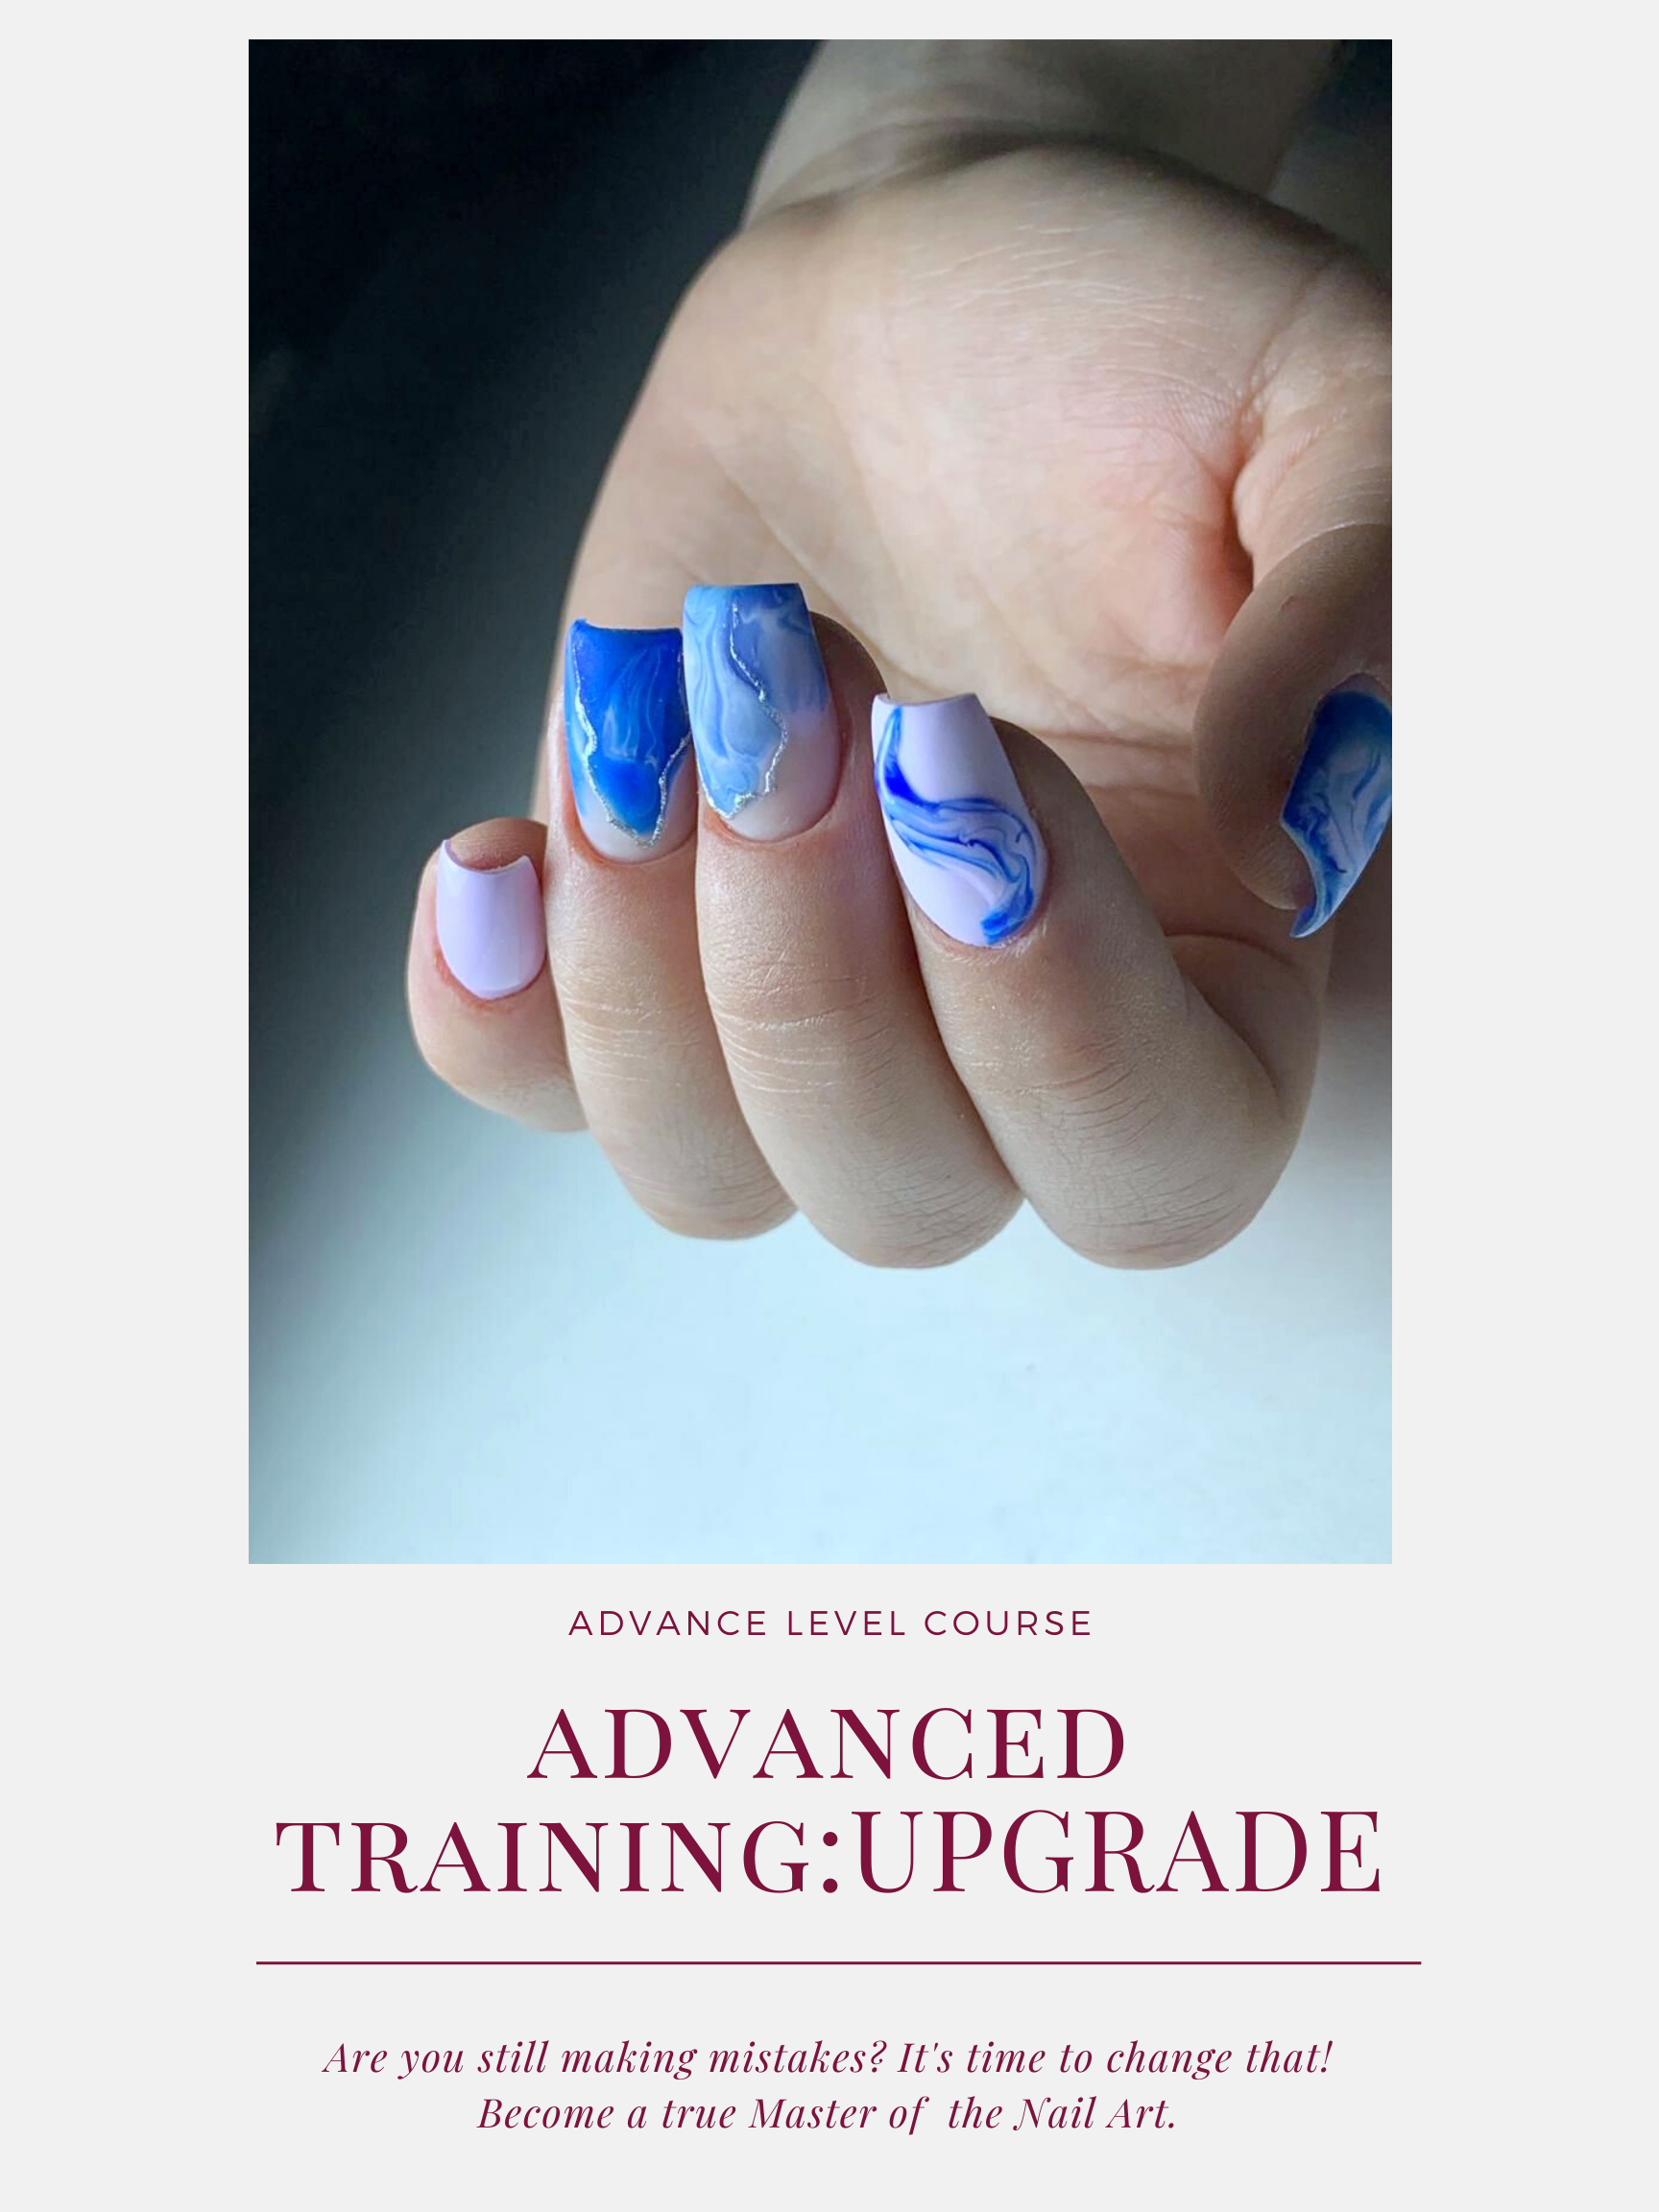 ADVANCE LEVEL COURSE
ADVANCED
TRAINING:UPGRADE
Are you still making mistakes? It's time to change that!
Become a true Master of the Nail Art.